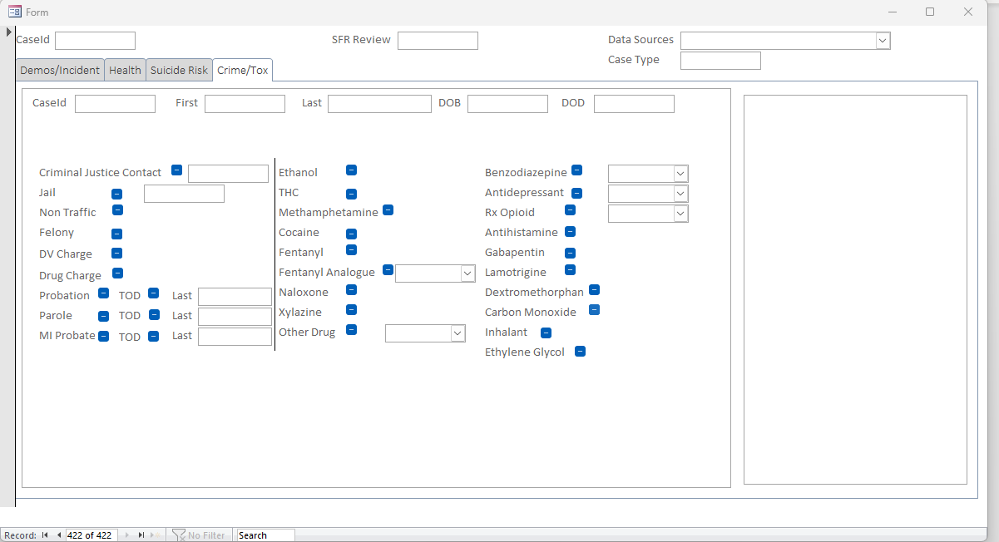 Form
CaseId SFR Review Data Sources
Case Type
Demos/Incident Health Suicide Risk Crime/Tox
CaseId First Last DOB DOD
Criminal Justice Contact
Jail
Non Traffic
Felony
DV Charge
Drug Charge
Probation TOD Last
Parole TOD Last
MI Probate TOD Last
Ethanol
THC
Methamphetamine
Cocaine
Fentanyl
Fentanyl Analogue
Naloxone
Xylazine
Other Drug
Benzodiazepine
Antidepressant
Rx Opioid
Antihistamine
Gabapentin
Lamotrigine
Dextromethorphan
Carbon Monoxide
Inhalant
Ethylene Glycol
Record: 422 of 422 No Filter Search